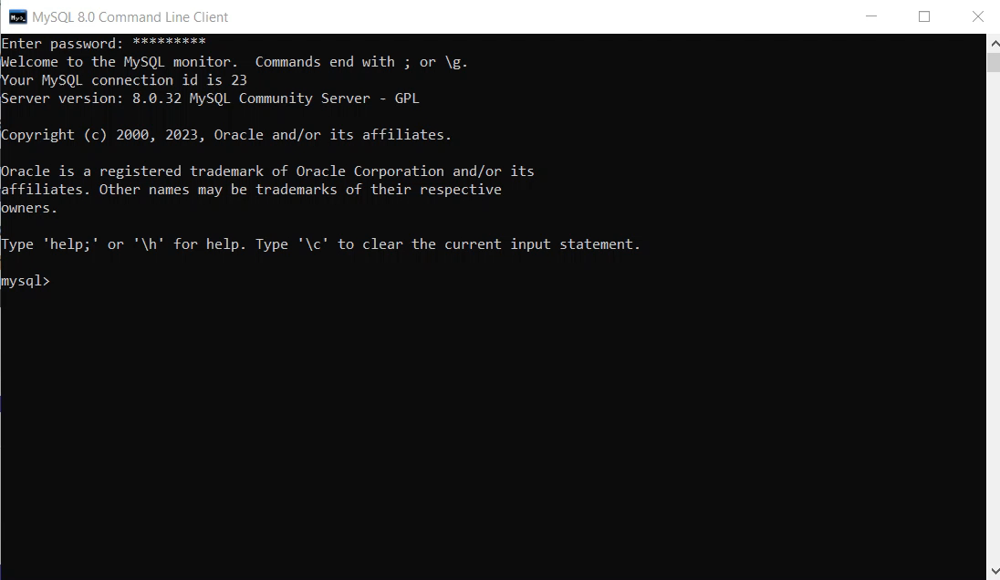 MySQL 8.0 Command Line Client
Enter password: *********
Welcome to the MySQL monitor.  Commands end with ; or \g.
Your MySQL connection id is 23
Server version: 8.0.32 MySQL Community Server - GPL
Copyright (c) 2000, 2023, Oracle and/or its affiliates.
Oracle is a registered trademark of Oracle Corporation and/or its
affiliates. Other names may be trademarks of their respective
owners.
Type 'help;' or '\h' for help. Type '\c' to clear the current input statement.
mysql>